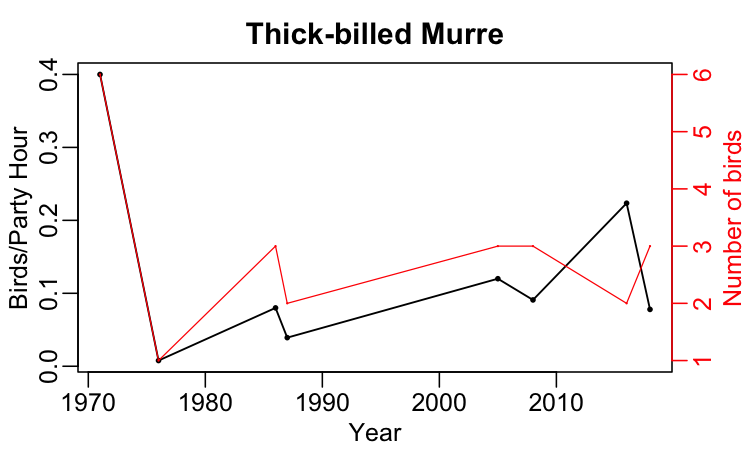 Thick-billed Murre
Birds/Party Hour
0.4
0.3
0.2
0.1
0.0
6
5
4
3
2
1
Number of birds
1970 1980 1990 2000 2010
Year